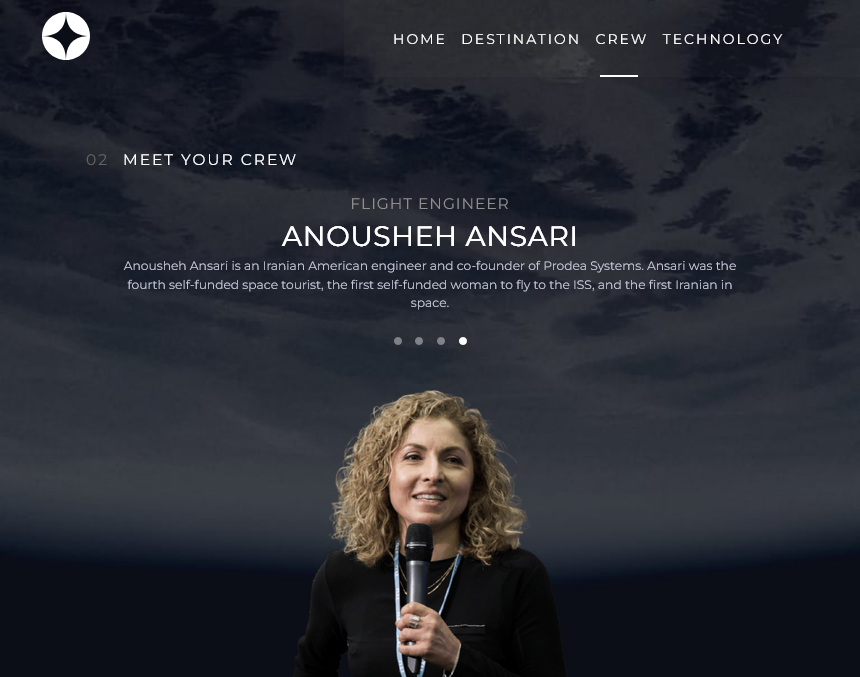 HOME DESTINATION CREW TECHNOLOGY
02 MEET YOUR CREW
FLIGHT ENGINEER
ANOUSHEH ANSARI
Anousheh Ansari is an Iranian American engineer and co-founder of Prodea Systems. Ansari was the
fourth self-funded space tourist, the first self-funded woman to fly to the ISS, and the first Iranian in
space.